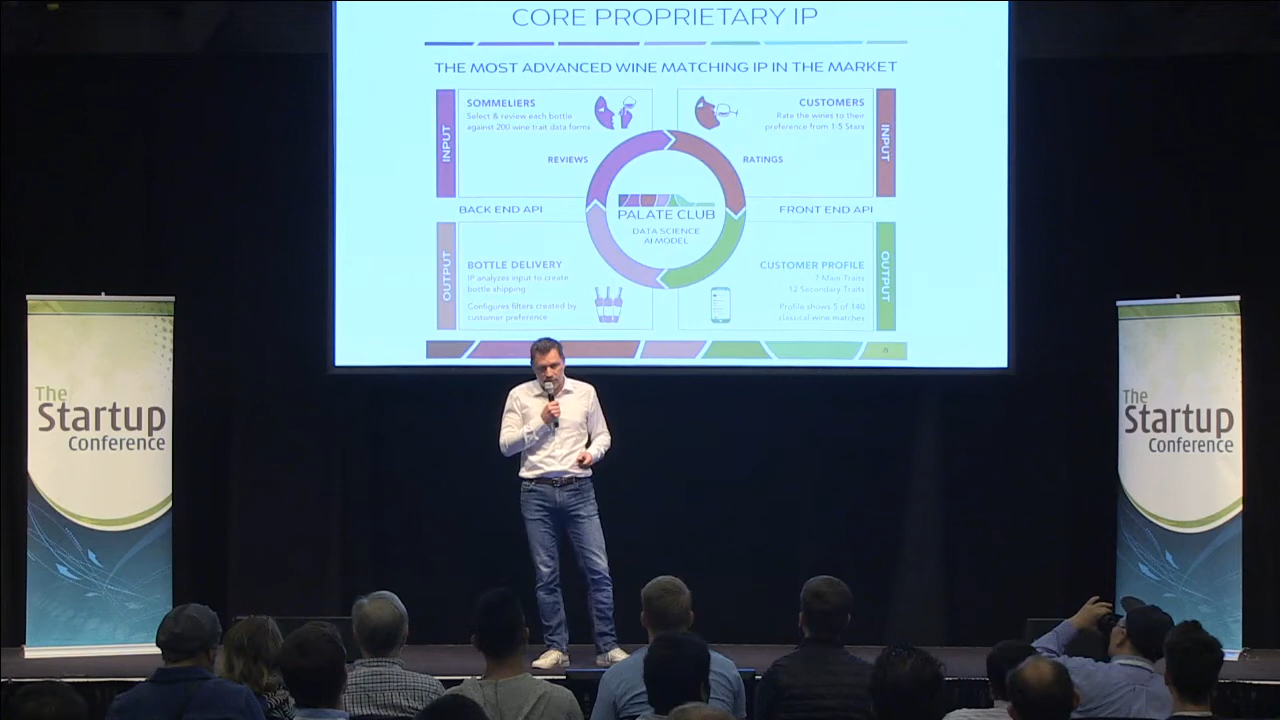 CORE PROPRIETARY IP
THE MOST ADVANCED WINE MATCHING IP IN THE MARKET
INPUT
SOMMELIERS
Select & review each bottle
against 200 wine trait data forms
REVIEWS
CUSTOMERS
Rate the wines to their
preference from 1-5 Stars
RATINGS
INPUT
BACK END API
PALATE CLUB
DATA SCIENCE
AI MODEL
FRONT END API
OUTPUT
BOTTLE DELIVERY
IP analyzes input to create
bottle shipping
Configures filters created by
customer preference
CUSTOMER PROFILE
7 Main Traits
12 Secondary Traits
Profile shows 5 of 140
classical wine matches
OUTPUT
The
Startup
Conference
The
Startup
Conference